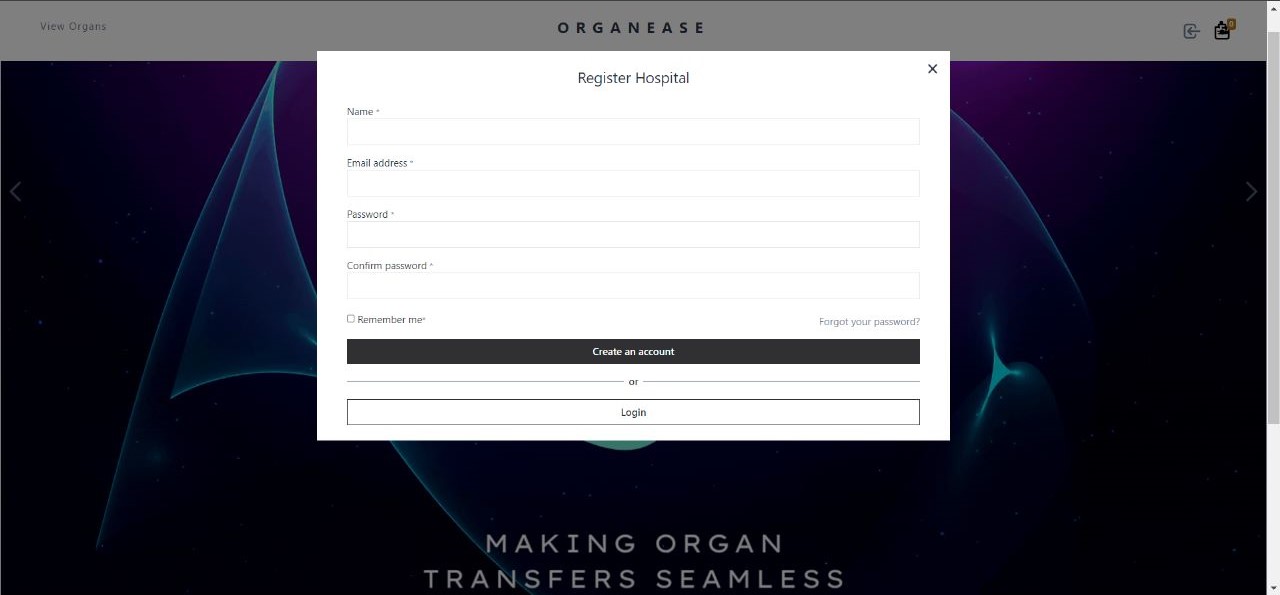 View Organs
ORGANEASE
0
Register Hospital
Name *
Email address *
Password *
Confirm password *
Remember me*
Forgot your password?
Create an account
or
Login
MAKING ORGAN
TRANSFERS SEAMLESS